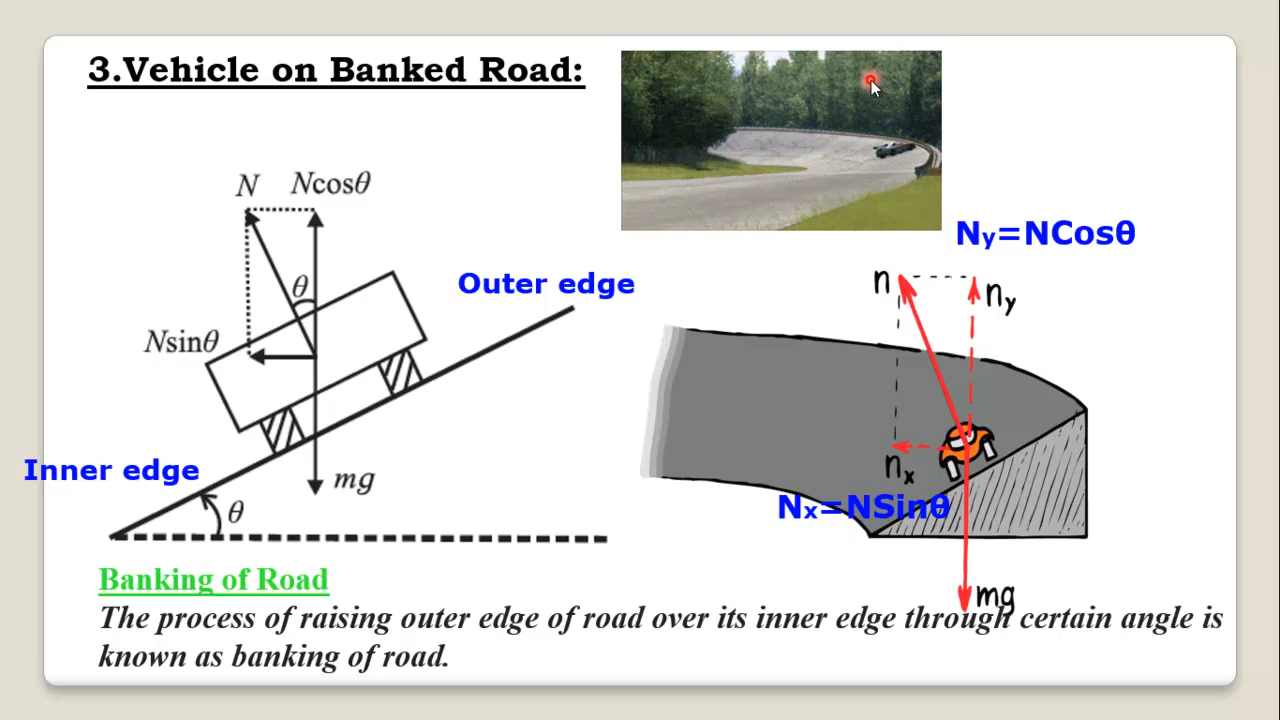 3.Vehicle on Banked Road:
N
Ncosθ
θ
Nsinθ
Outer edge
Inner edge
mg
θ
Ny=NCosθ
n
ny
nx
Nx=NSinθ
mg
Banking of Road
The process of raising outer edge of road over its inner edge through certain angle is
known as banking of road.